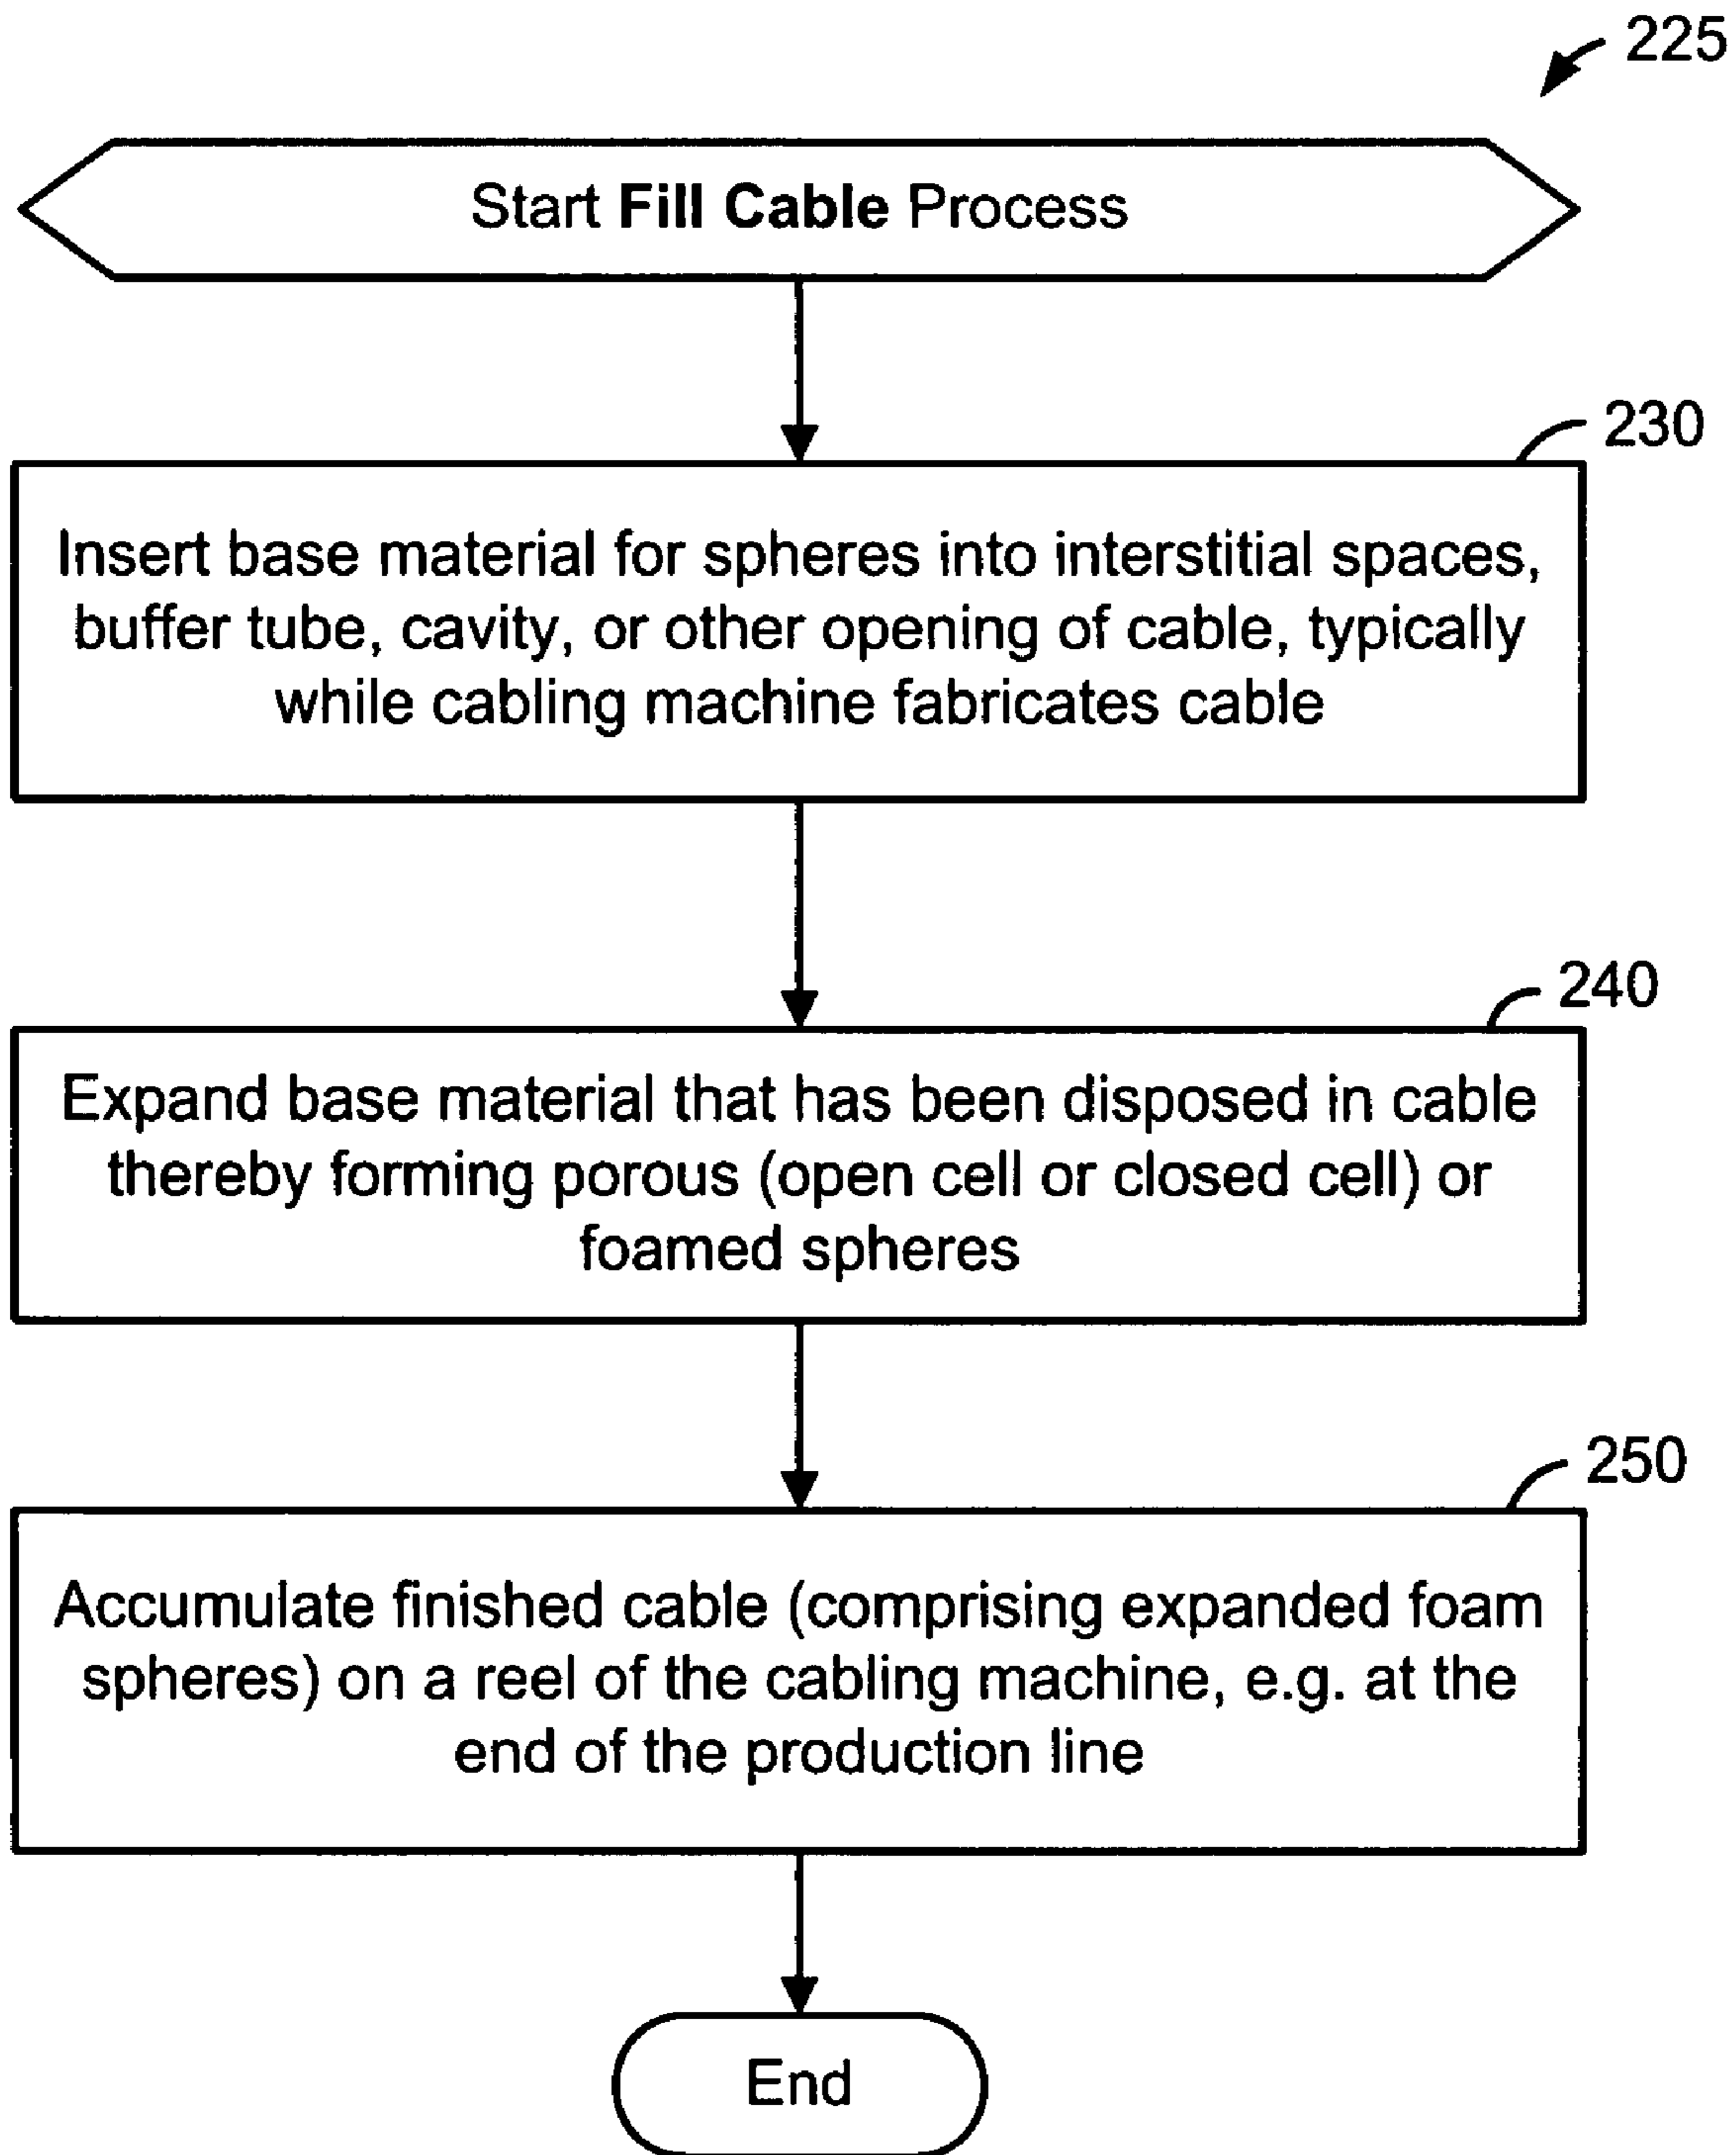 225
Start Fill Cable Process
230
Insert base material for spheres into interstitial spaces,
buffer tube, cavity, or other opening of cable, typically
while cabling machine fabricates cable
240
Expand base material that has been disposed in cable
thereby forming porous (open cell or closed cell) or
foamed spheres
250
Accumulate finished cable (comprising expanded foam
spheres) on a reel of the cabling machine, e.g. at the
end of the production line
End